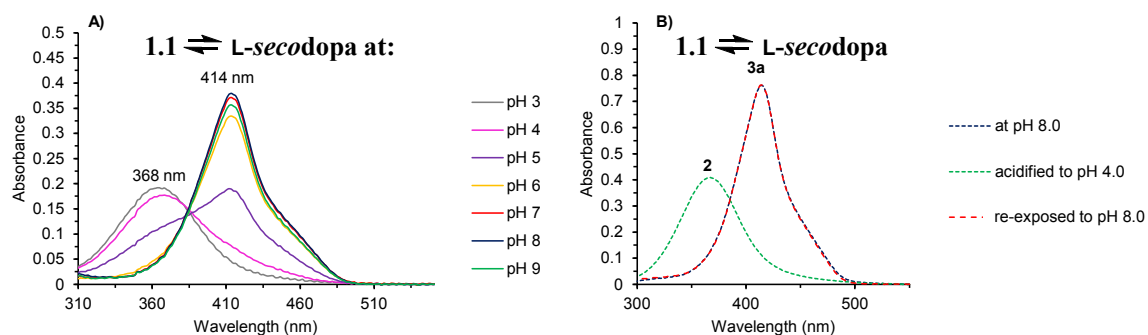 A)
1.1 ⇌ L-secodopa at:
414 nm
368 nm
Absorbance
0.5
0.45
0.4
0.35
0.3
0.25
0.2
0.15
0.1
0.05
0
310 360 410 460 510
Wavelength (nm)
pH 3
pH 4
pH 5
pH 6
pH 7
pH 8
pH 9
B)
1.1 ⇌ L-secodopa
3a
2
Absorbance
1
0.9
0.8
0.7
0.6
0.5
0.4
0.3
0.2
0.1
0
300 400 500
Wavelength (nm)
at pH 8.0
acidified to pH 4.0
re-exposed to pH 8.0